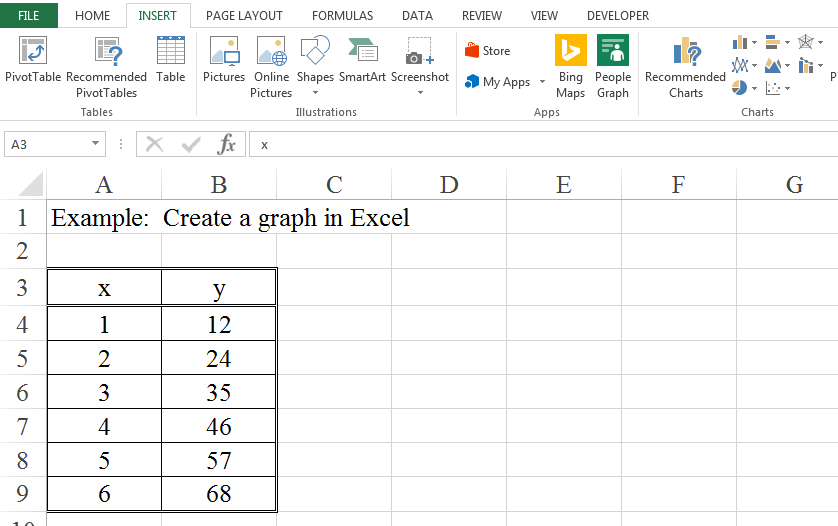 FILE HOME INSERT PAGE LAYOUT FORMULAS DATA REVIEW VIEW DEVELOPER
PivotTable Recommended PivotTables Table
Tables
Pictures Online Pictures Shapes SmartArt Screenshot
Illustrations
Store
My Apps
Bing Maps People Graph
Apps
Recommended Charts
Charts
P
A3 fx x
A B C D E F G
1 Example: Create a graph in Excel
2
3 x y
4 1 12
5 2 24
6 3 35
7 4 46
8 5 57
9 6 68
10